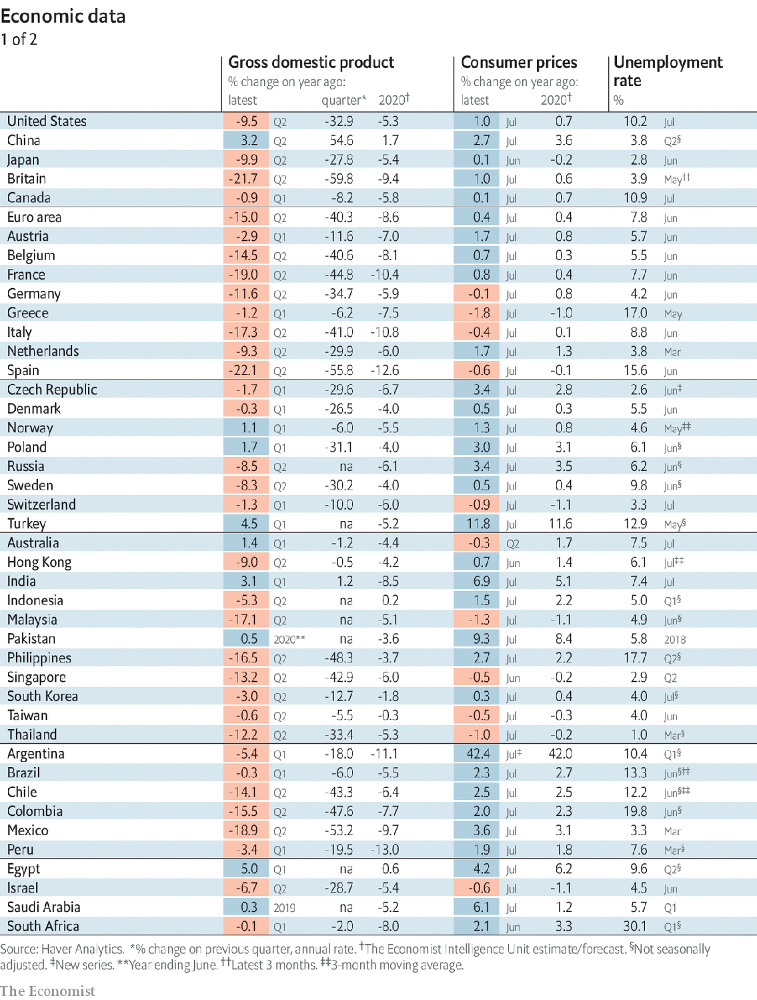 Economic data
1 of 2
Gross domestic product Consumer prices Unemployment
% change on year ago: % change on year ago: rate
latest quarter* 2020† latest 2020† %
United States -9.5 Q2 -32.9 -5.3 1.0 Jul 0.7 10.2 Jul
China 3.2 Q2 54.6 1.7 2.7 Jul 3.6 3.8 Q2§
Japan -9.9 Q2 -27.8 -5.4 0.1 Jun -0.2 2.8 Jun
Britain -21.7 Q2 -59.8 -9.4 1.0 Jul 0.6 3.9 May††
Canada -0.9 Q1 -8.2 -5.8 0.1 Jul 0.7 10.9 Jul
Euro area -15.0 Q2 -40.3 -8.6 0.4 Jul 0.4 7.8 Jun
Austria -2.9 Q1 -11.6 -7.0 1.7 Jul 0.8 5.7 Jun
Belgium -14.5 Q2 -40.6 -8.1 0.7 Jul 0.3 5.5 Jun
France -19.0 Q2 -44.8 -10.4 0.8 Jul 0.4 7.7 Jun
Germany -11.6 Q2 -34.7 -5.9 -0.1 Jul 0.8 4.2 Jun
Greece -1.2 Q1 -6.2 -7.5 -1.8 Jul -1.0 17.0 May
Italy -17.3 Q2 -41.0 -10.8 -0.4 Jul 0.1 8.8 Jun
Netherlands -9.3 Q2 -29.9 -6.0 1.7 Jul 1.3 3.8 Mar
Spain -22.1 Q2 -55.8 -12.6 -0.6 Jul -0.1 15.6 Jun
Czech Republic -1.7 Q1 -29.6 -6.7 3.4 Jul 2.8 2.6 Jun‡
Denmark -0.3 Q1 -26.5 -4.0 0.5 Jul 0.3 5.5 Jun
Norway 1.1 Q1 -6.0 -5.5 1.3 Jul 0.8 4.6 May‡‡
Poland 1.7 Q1 -31.1 -4.0 3.0 Jul 3.1 6.1 Jun§
Russia -8.5 Q2 na -6.1 3.4 Jul 3.5 6.2 Jun§
Sweden -8.3 Q2 -30.2 -4.0 0.5 Jul 0.4 9.8 Jun§
Switzerland -1.3 Q1 -10.0 -6.0 -0.9 Jul -1.1 3.3 Jul
Turkey 4.5 Q1 na -5.2 11.8 Jul 11.6 12.9 May§
Australia 1.4 Q1 -1.2 -4.4 -0.3 Q2 1.7 7.5 Jul
Hong Kong -9.0 Q2 -0.5 -4.2 0.7 Jun 1.4 6.1 Jul‡‡
India 3.1 Q1 1.2 -8.5 6.9 Jul 5.1 7.4 Jul
Indonesia -5.3 Q2 na 0.2 1.5 Jul 2.2 5.0 Q1§
Malaysia -17.1 Q2 na -5.1 -1.3 Jul -1.1 4.9 Jun§
Pakistan 0.5 2020** na -3.6 9.3 Jul 8.4 5.8 2018
Philippines -16.5 Q2 -48.3 -3.7 2.7 Jul 2.2 17.7 Q2§
Singapore -13.2 Q2 -42.9 -6.0 -0.5 Jun -0.2 2.9 Q2
South Korea -3.0 Q2 -12.7 -1.8 0.3 Jul 0.4 4.0 Jul§
Taiwan -0.6 Q2 -5.5 -0.3 -0.5 Jul -0.3 4.0 Jun
Thailand -12.2 Q2 -33.4 -5.3 -1.0 Jul -0.2 1.0 Mar§
Argentina -5.4 Q1 -18.0 -11.1 42.4 Jul‡ 42.0 10.4 Q1§
Brazil -0.3 Q1 -6.0 -5.5 2.3 Jul 2.7 13.3 Jun§‡‡
Chile -14.1 Q2 -43.3 -6.4 2.5 Jul 2.5 12.2 Jun§‡‡
Colombia -15.5 Q2 -47.6 -7.7 2.0 Jul 2.3 19.8 Jun§
Mexico -18.9 Q2 -53.2 -9.7 3.6 Jul 3.1 3.3 Mar
Peru -3.4 Q1 -19.5 -13.0 1.9 Jul 1.8 7.6 Mar§
Egypt 5.0 Q1 na 0.6 4.2 Jul 6.2 9.6 Q2§
Israel -6.7 Q2 -28.7 -5.4 -0.6 Jul -1.1 4.5 Jun
Saudi Arabia 0.3 2019 na -5.2 6.1 Jul 1.2 5.7 Q1
South Africa -0.1 Q1 -2.0 -8.0 2.1 Jun 3.3 30.1 Q1§
Source: Haver Analytics. *% change on previous quarter, annual rate. †The Economist Intelligence Unit estimate/forecast. §Not seasonally
adjusted. ‡New series. **Year ending June. ††Latest 3 months. ‡‡3-month moving average.
The Economist